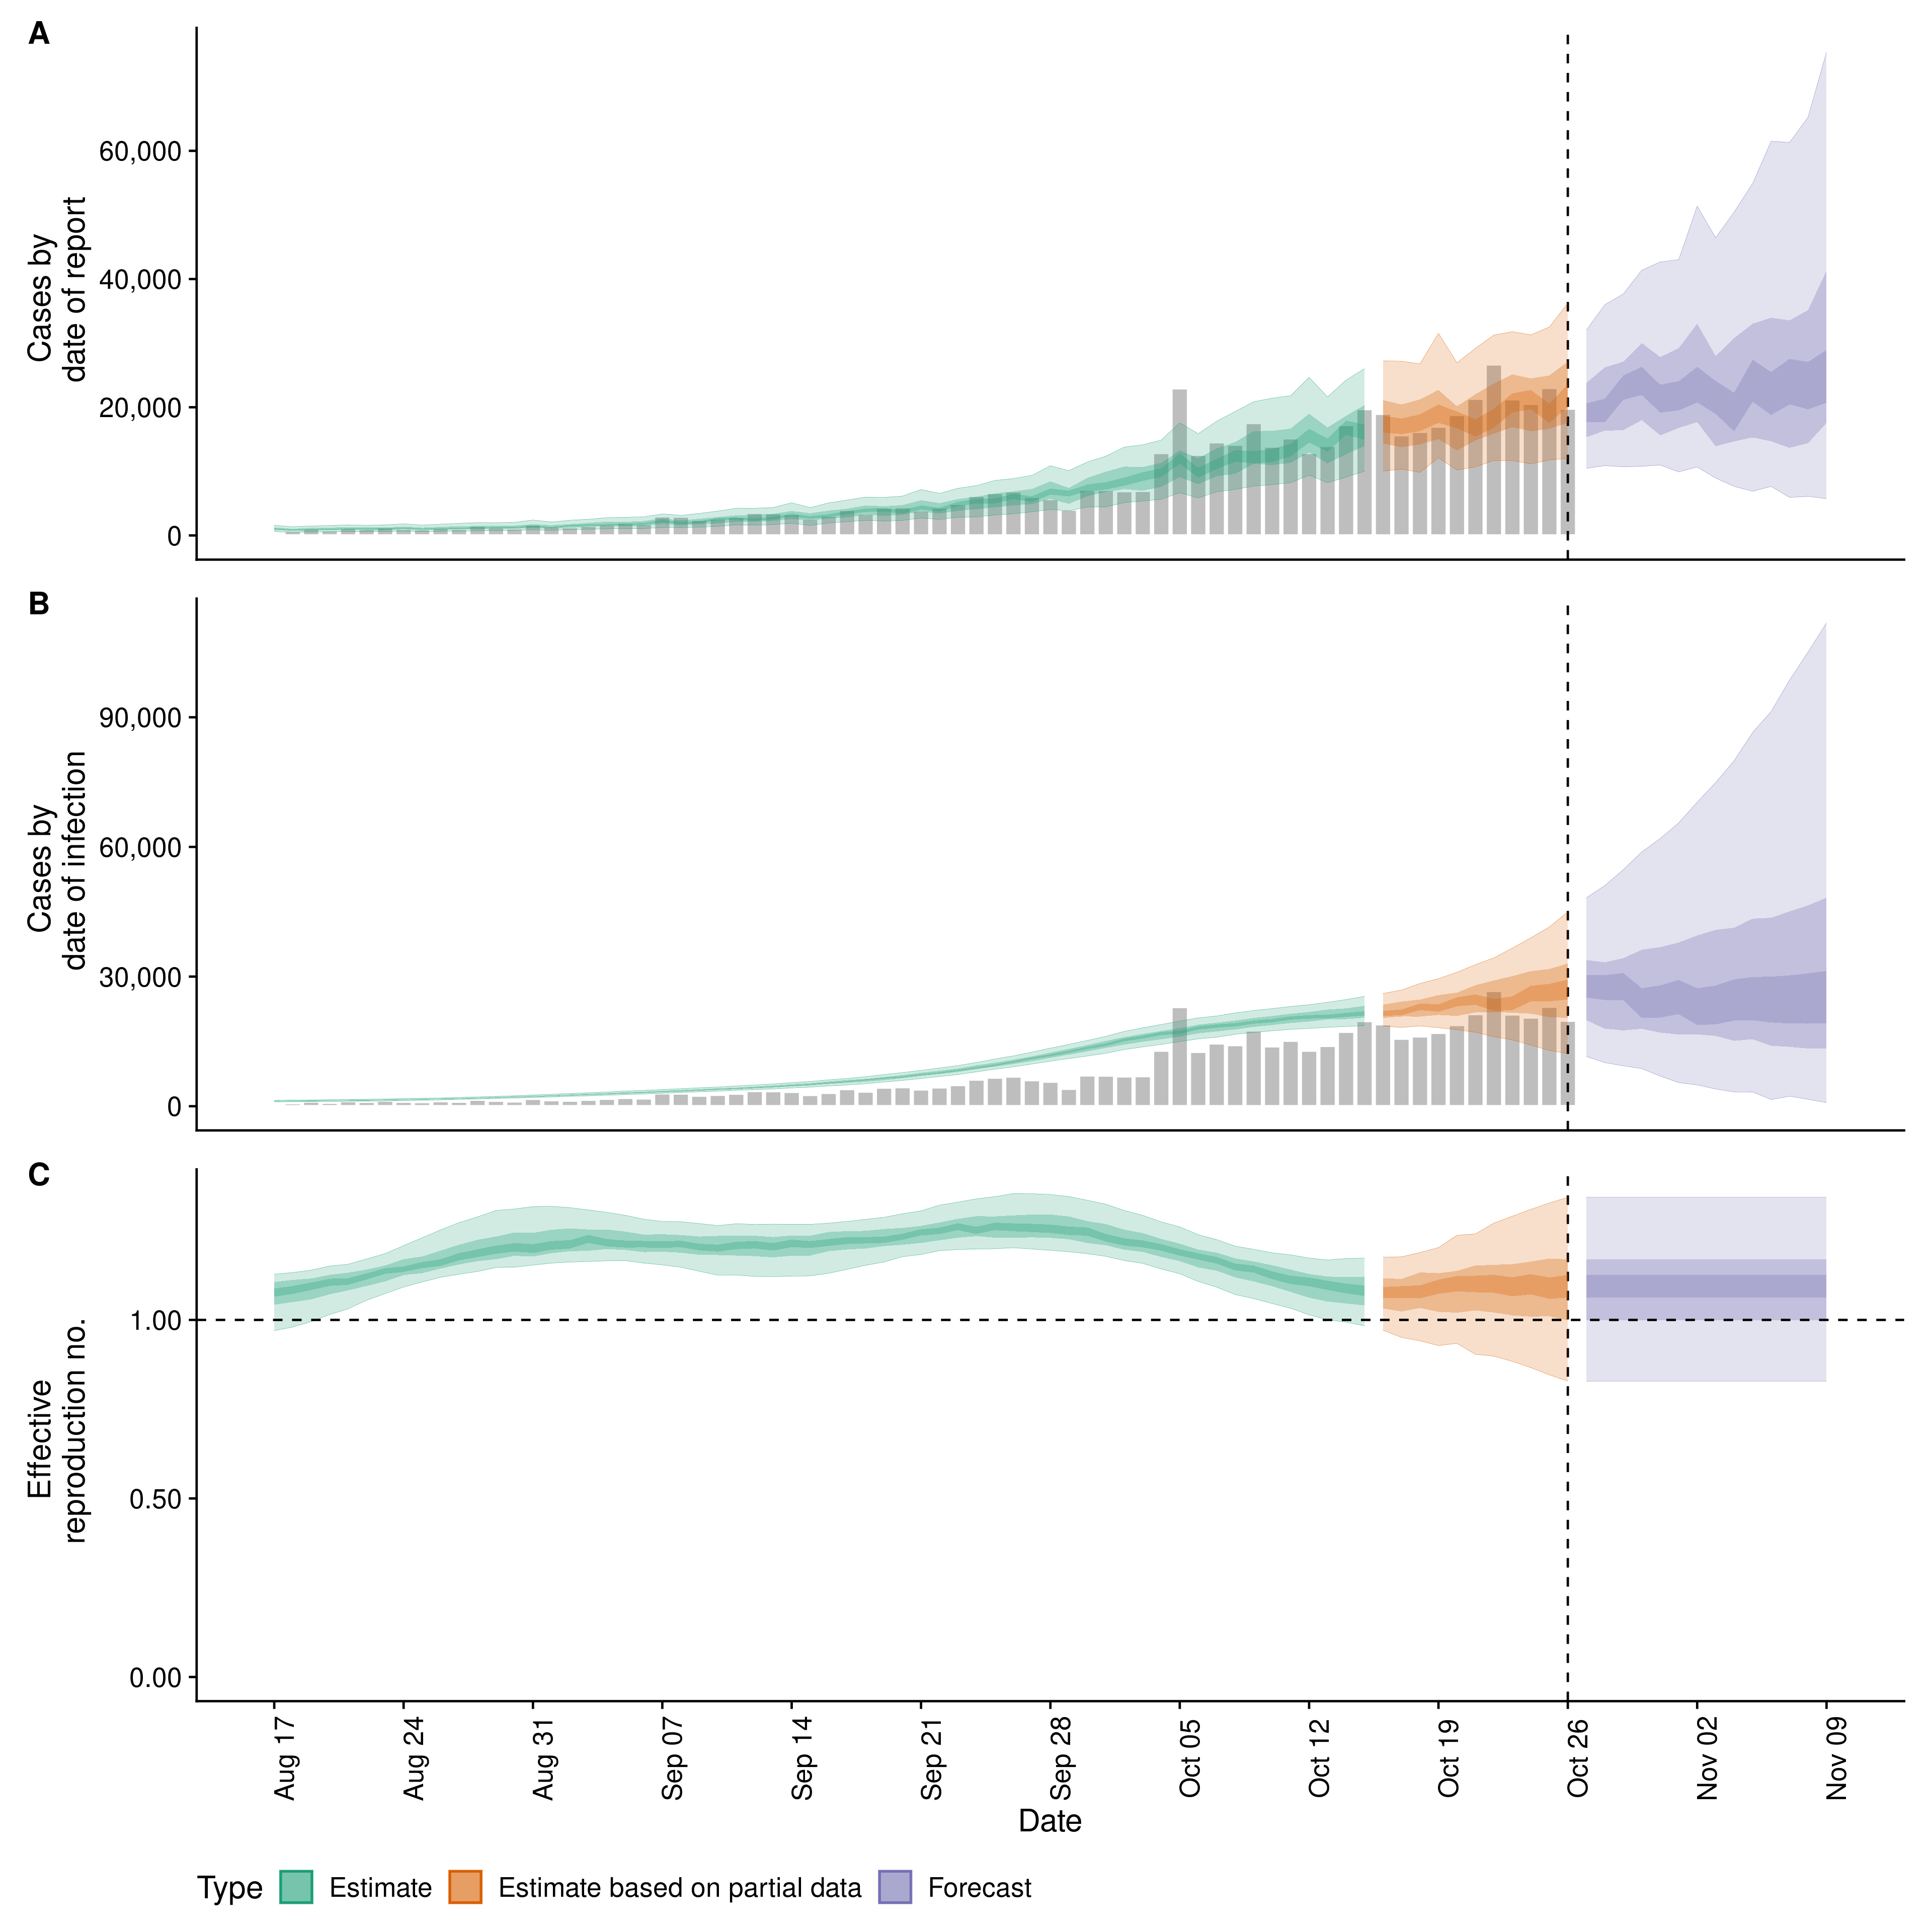 A
Cases by
date of report
60,000
40,000
20,000
0
B
Cases by
date of infection
90,000
60,000
30,000
0
C
Effective
reproduction no.
1.00
0.50
0.00
Aug 17
Aug 24
Aug 31
Sep 07
Sep 14
Sep 21
Sep 28
Oct 05
Oct 12
Oct 19
Oct 26
Nov 02
Nov 09
Date
Type Estimate Estimate based on partial data Forecast